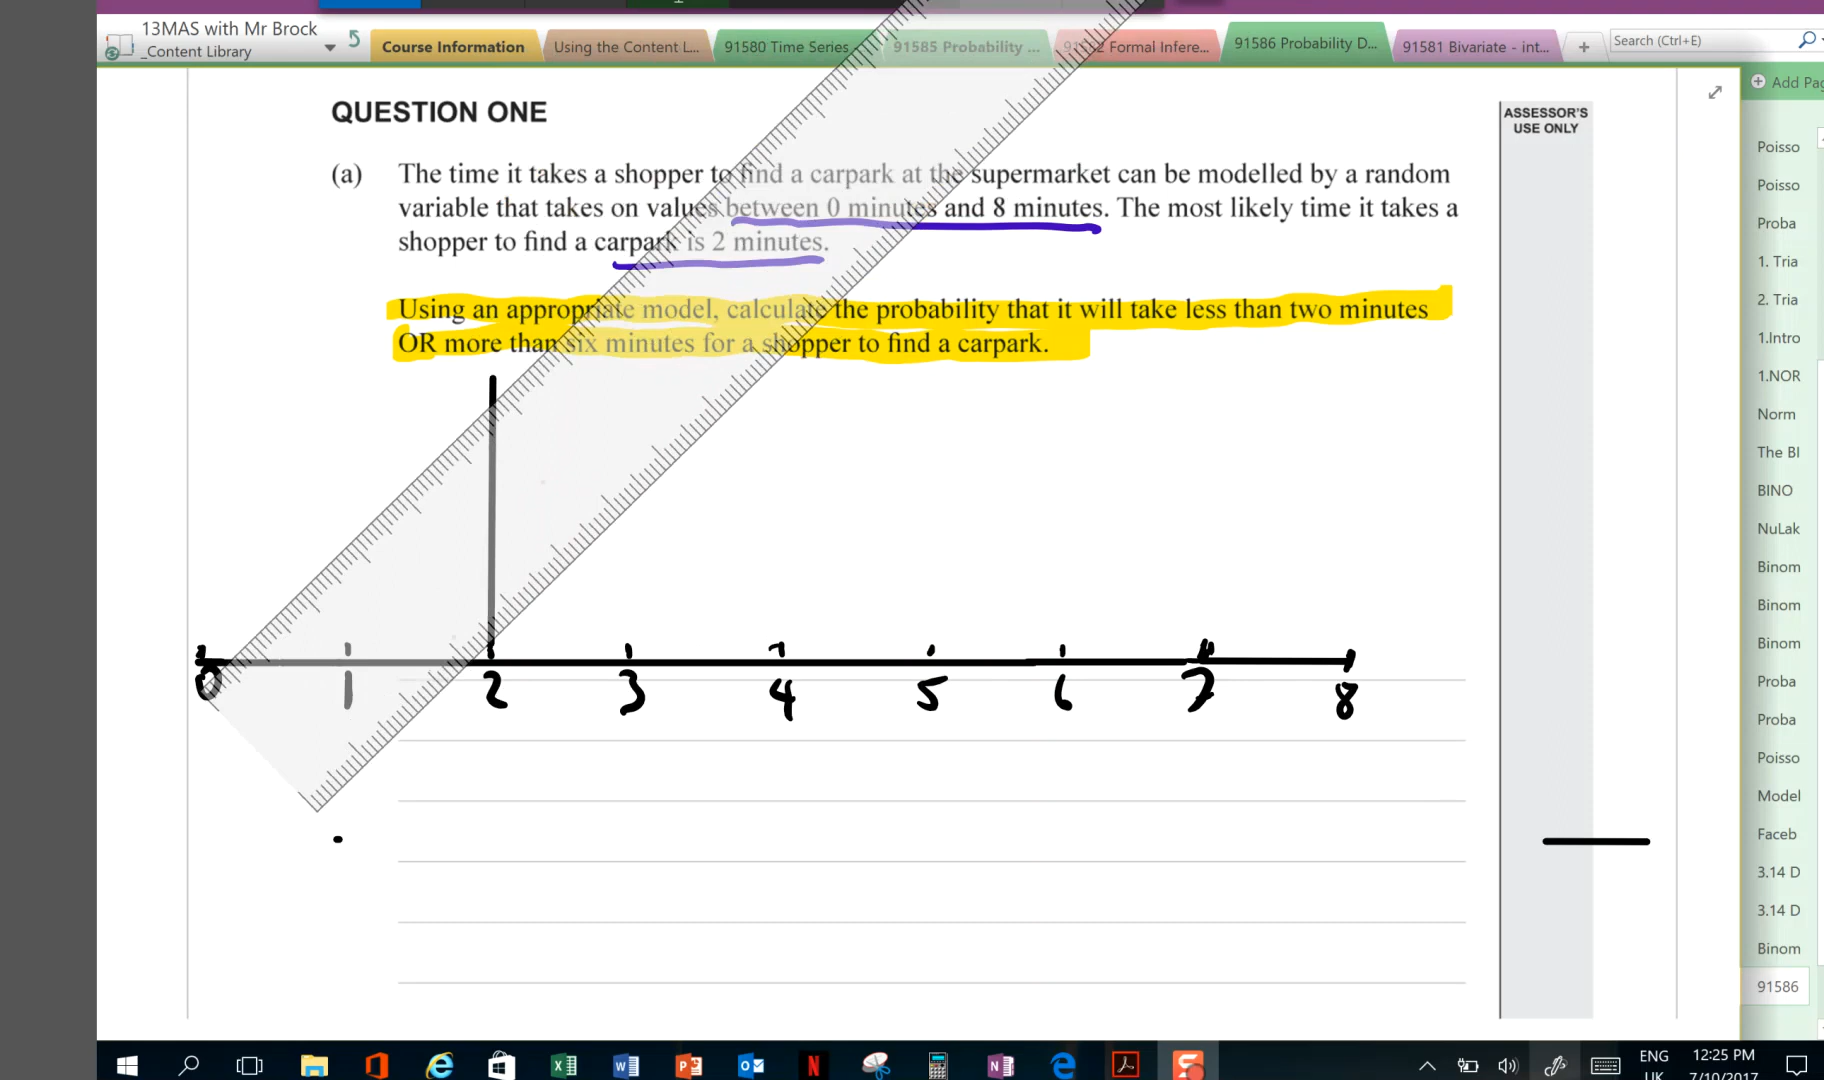 13MAS with Mr Brock
_Content Library
Course Information
Using the Content L...
91580 Time Series
91585 Probability ...
Formal Infere...
91586 Probability D...
91581 Bivariate - int...
+
Search (Ctrl+E)
Add Pag
QUESTION ONE
ASSESSOR'S
USE ONLY
(a) The time it takes a shopper to find a carpark at the supermarket can be modelled by a random
variable that takes on values between 0 minutes and 8 minutes. The most likely time it takes a
shopper to find a carpark is 2 minutes.
Using an appropriate model, calculate the probability that it will take less than two minutes
OR more than six minutes for a shopper to find a carpark.
0 1 2 3 4 5 6 7 8
Poisso
Poisso
Proba
1. Tria
2. Tria
1.Intro
1.NOR
Norm
The BI
BINO
NuLak
Binom
Binom
Binom
Proba
Proba
Poisso
Model
Faceb
3.14 D
3.14 D
Binom
91586
ENG
UK
12:25 PM
7/10/2017